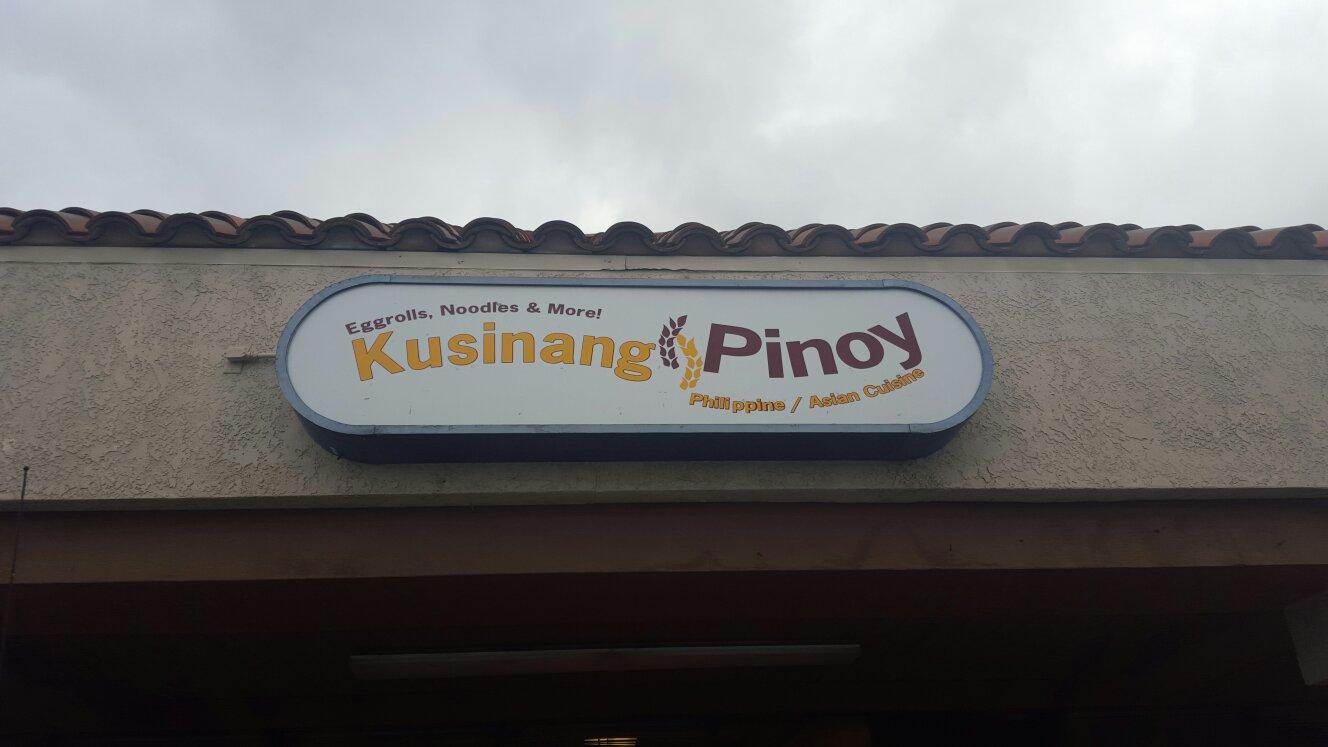 Eggrolls, Noodles & More!
Kusinang Pinoy
Philippine / Asian Cuisine